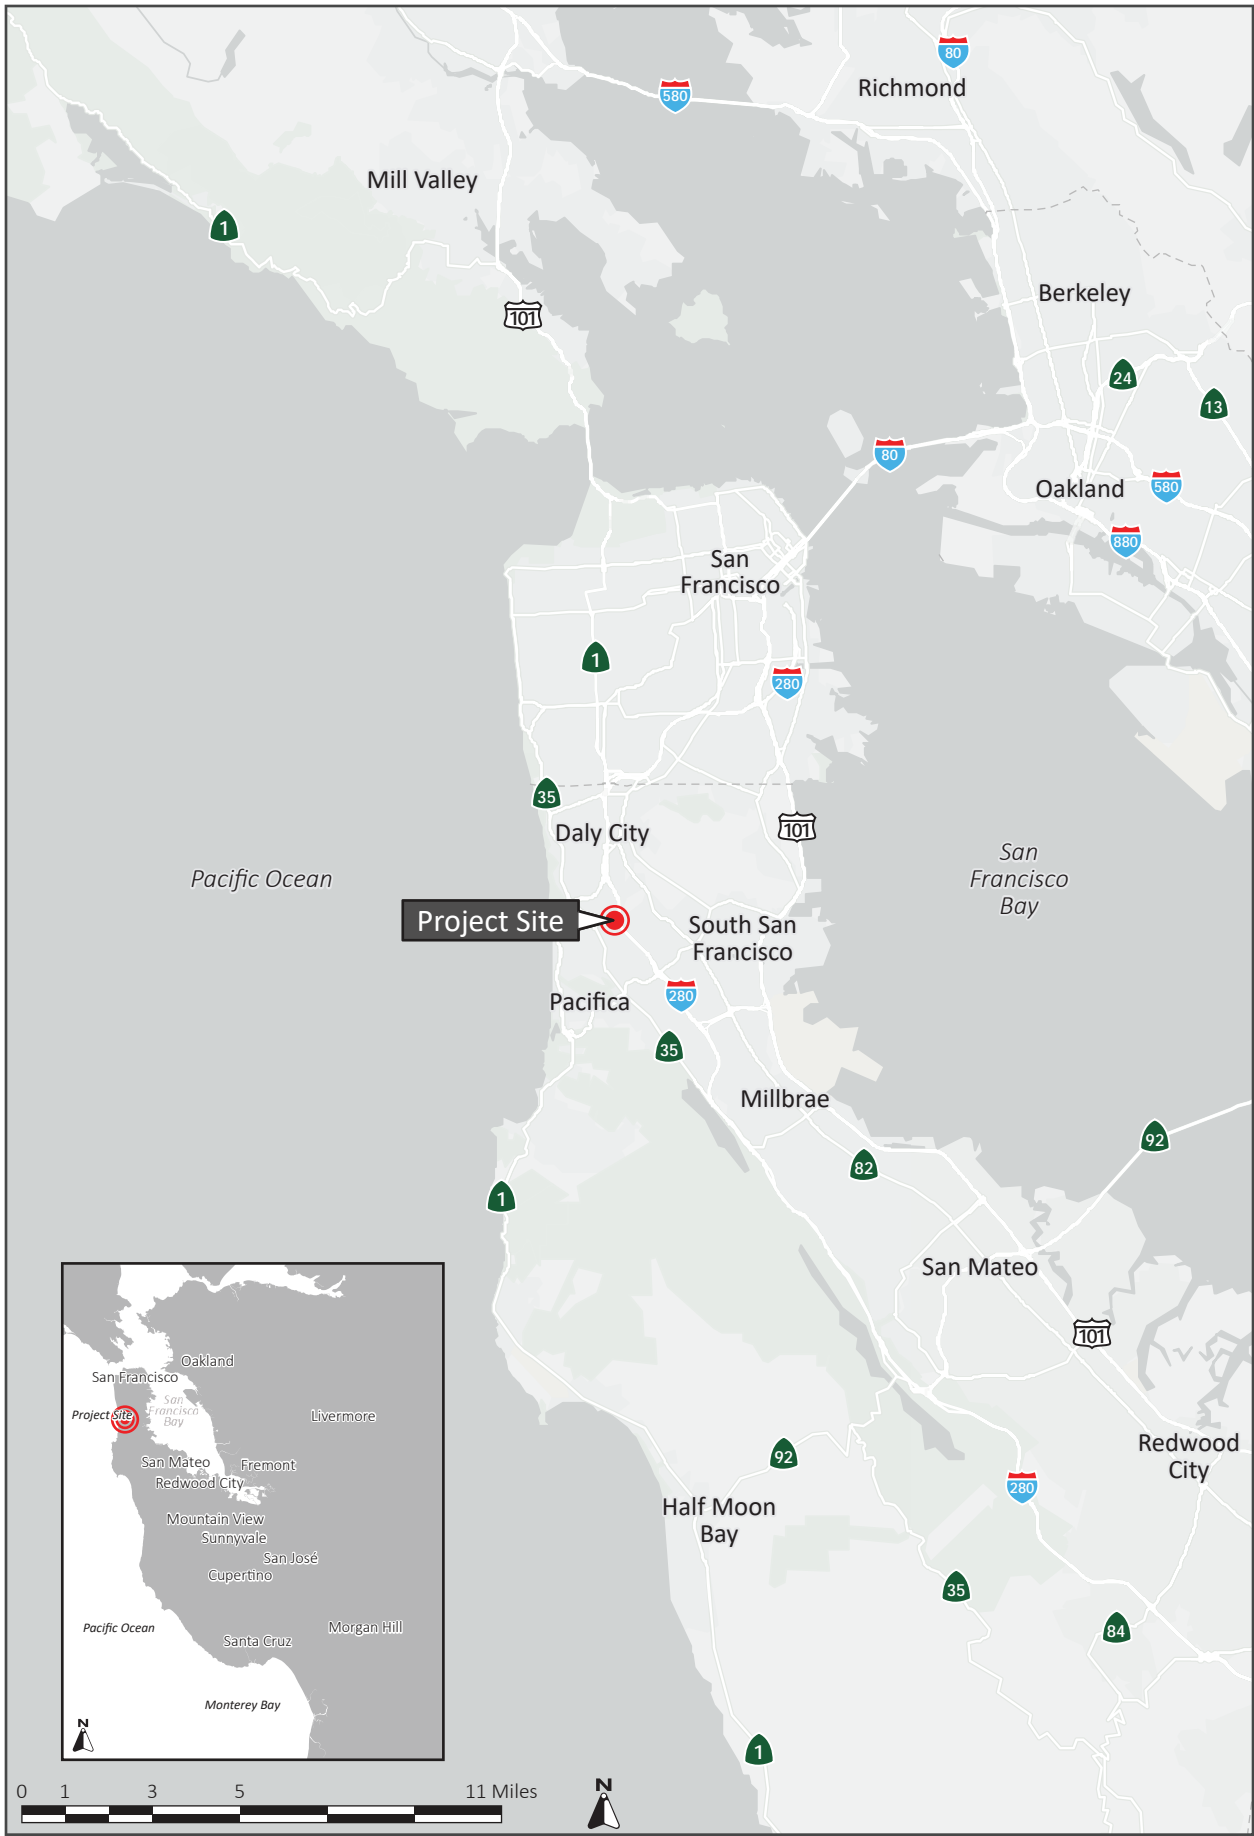 80
Richmond
580
Mill Valley
1
Berkeley
101
24
13
80
Oakland
580
880
San
Francisco
1
280
35
Daly City
101
Pacific Ocean
San
Francisco
Bay
Project Site
South San
Francisco
Pacifica
280
35
Millbrae
92
82
1
San Mateo
101
Redwood
City
92
280
Half Moon
Bay
35
84
1
Oakland
San Francisco
San
Francisco
Bay
Project Site
Livermore
San Mateo
Fremont
Redwood City
Mountain View
Sunnyvale
San José
Cupertino
Pacific Ocean
Morgan Hill
Santa Cruz
Monterey Bay
N
0 1 3 5 11 Miles
N